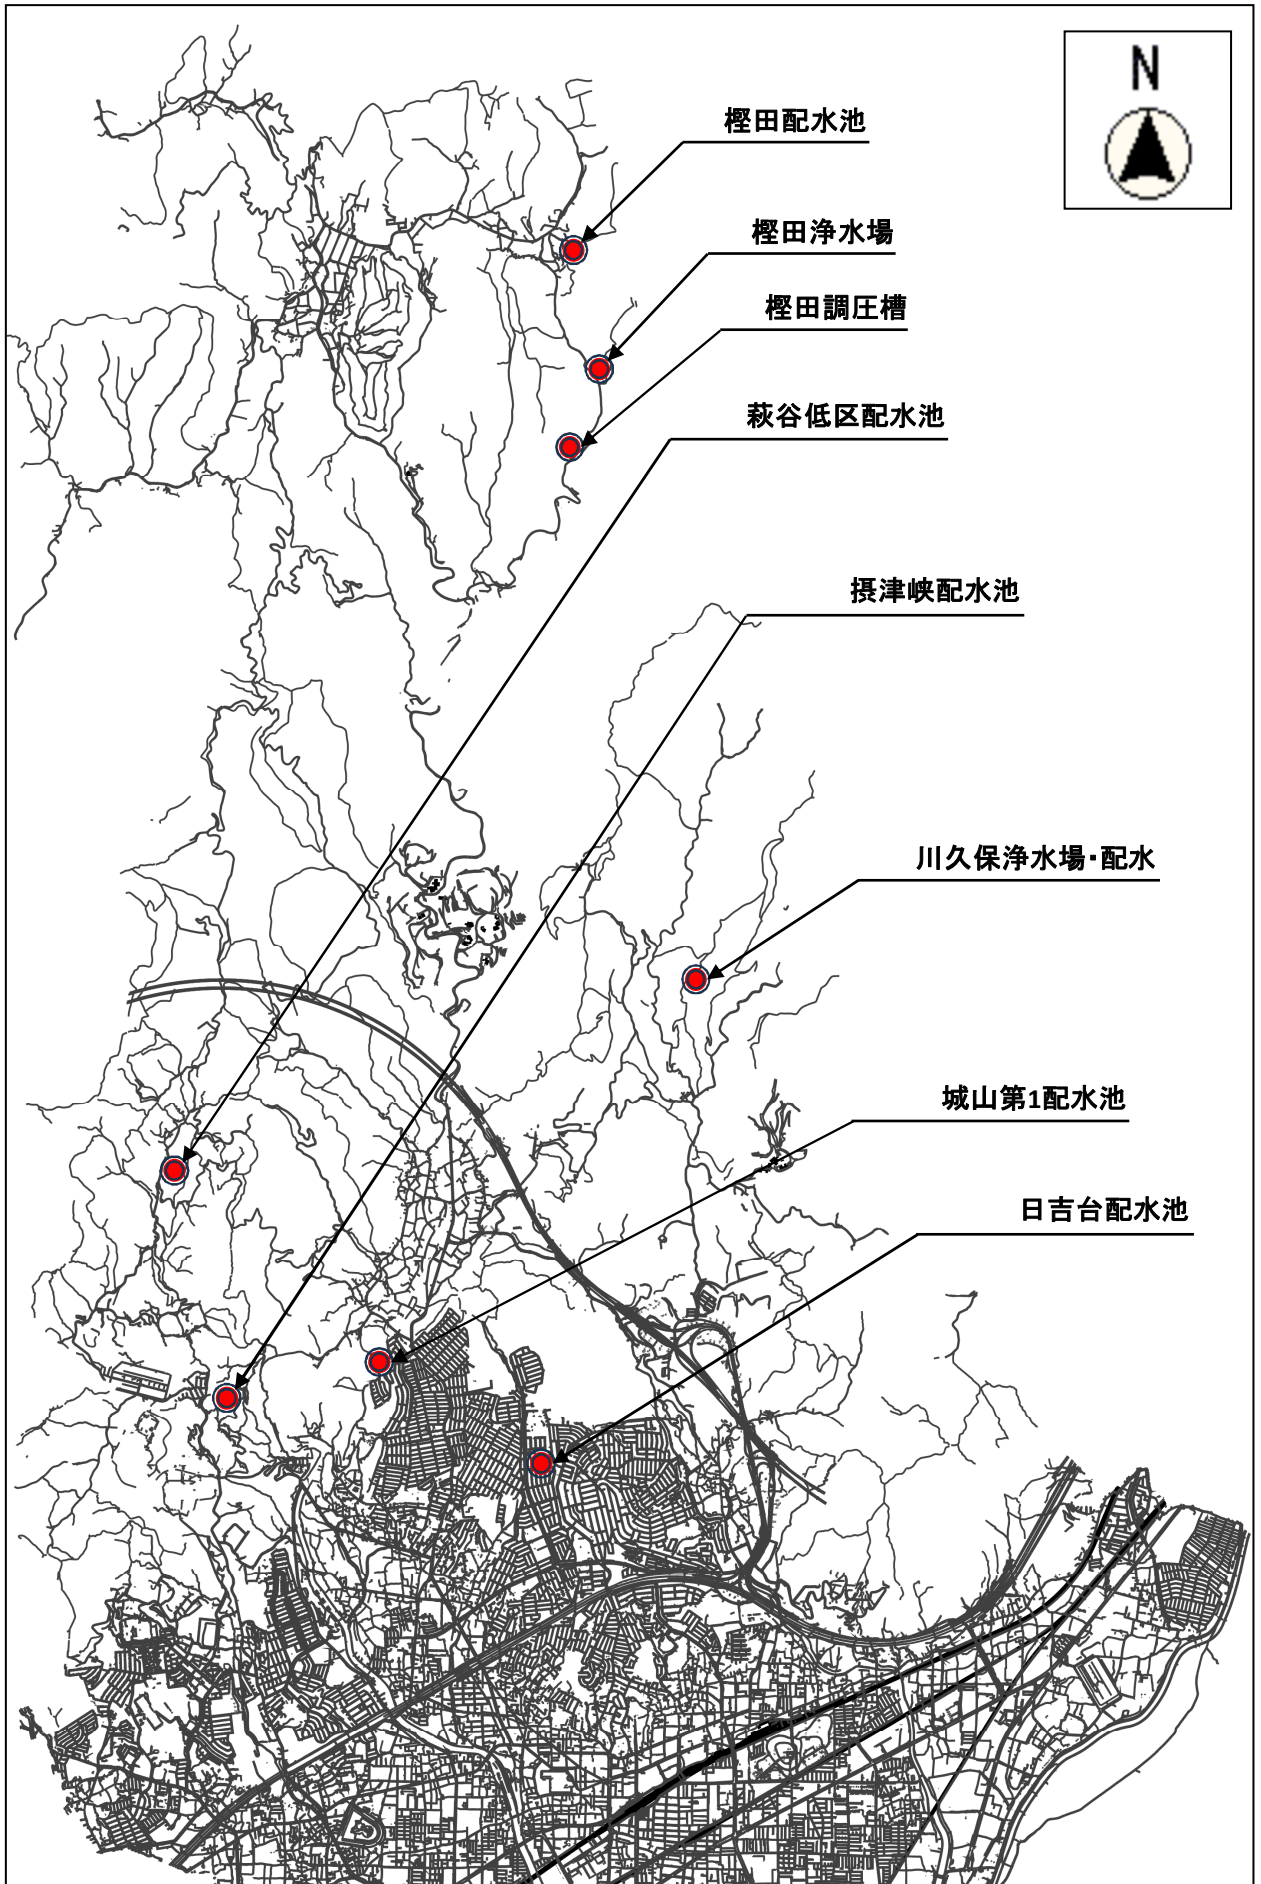 N
樫田配水池
樫田浄水場
樫田調圧槽
萩谷低区配水池
摂津峡配水池
川久保浄水場・配水
城山第1配水池
日吉台配水池